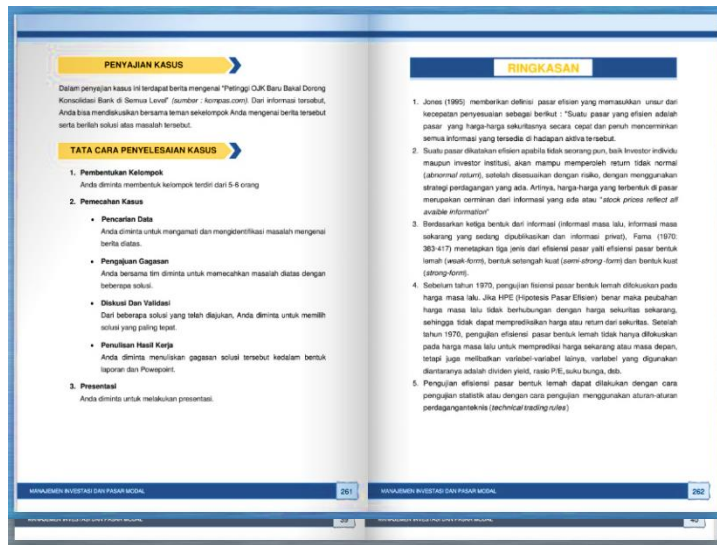 PENYAJIAN KASUS
Dalam penyajian kasus ini terdapat berita mengenai "Petinggi OJK Baru Bakal Dorong
Konsolidasi Bank di Semua Level" (sumber : kompas.com). Dari informasi tersebut,
Anda bisa mendiskusikan bersama teman sekelompok Anda mengenai berita tersebut
serta berilah solusi atas masalah tersebut.
TATA CARA PENYELESAIAN KASUS
1. Pembentukan Kelompok
Anda diminta membentuk kelompok terdiri dari 5-6 orang
2. Pemecahan Kasus
• Pencarian Data
Anda diminta untuk mengamati dan mengidentifikasi masalah mengenai
berita diatas.
• Pengajuan Gagasan
Anda bersama tim diminta untuk memecahkan masalah diatas dengan
beberapa solusi.
• Diskusi Dan Validasi
Dari beberapa solusi yang telah diajukan, Anda diminta untuk memilih
solusi yang paling tepat.
• Penulisan Hasil Kerja
Anda diminta menuliskan gagasan solusi tersebut kedalam bentuk
laporan dan Powepoint.
3. Presentasi
Anda diminta untuk melakukan presentasi.
MANAJEMEN INVESTASI DAN PASAR MODAL
261
RINGKASAN
1. Jones (1995) memberikan definisi pasar efisien yang memasukkan unsur dari
kecepatan penyesuaian sebagai berikut : "Suatu pasar yang efisien adalah
pasar yang harga-harga sekuritasnya secara cepat dan penuh mencerminkan
semua informasi yang tersedia di hadapan aktiva tersebut.
2. Suatu pasar dikatakan efisien apabila tidak seorang pun, baik Investor individu
maupun investor institusi, akan mampu memperoleh return tidak normal
(abnormal return), setelah disesuaikan dengan risiko, dengan menggunakan
strategi perdagangan yang ada. Artinya, harga-harga yang terbentuk di pasar
merupakan cerminan dari informasi yang ada atau "stock prices reflect all
avaible information"
3. Berdasarkan ketiga bentuk dari informasi (informasi masa lalu, informasi masa
sekarang yang sedang dipublikasikan dan informasi privat), Fama (1970:
383-417) menetapkan tiga jenis dari efisiensi pasar yaiti efisiensi pasar bentuk
lemah (weak-form), bentuk setengah kuat (semi-strong -form) dan bentuk kuat
(strong-form).
4. Sebelum tahun 1970, pengujian fisiensi pasar bentuk lemah difokuskan pada
harga masa lalu. Jika HPE (Hipotesis Pasar Efisien) benar maka peubahan
harga masa lalu tidak berhubungan dengan harga sekuritas sekarang,
sehingga tidak dapat memprediksikan harga atau return dari sekuritas. Setelah
tahun 1970, pengujian efisiensi pasar bentuk lemah tidak hanya difokuskan
pada harga masa lalu untuk memprediksi harga sekarang atau masa depan,
tetapi juga melibatkan variabel-variabel lainya, variabel yang digunakan
diantaranya adalah dividen yield, rasio P/E, suku bunga, dsb.
5. Pengujian efisiensi pasar bentuk lemah dapat dilakukan dengan cara
pengujian statistik atau dengan cara pengujian menggunakan aturan-aturan
perdaganganteknis (technical trading rules)
MANAJEMEN INVESTASI DAN PASAR MODAL
262